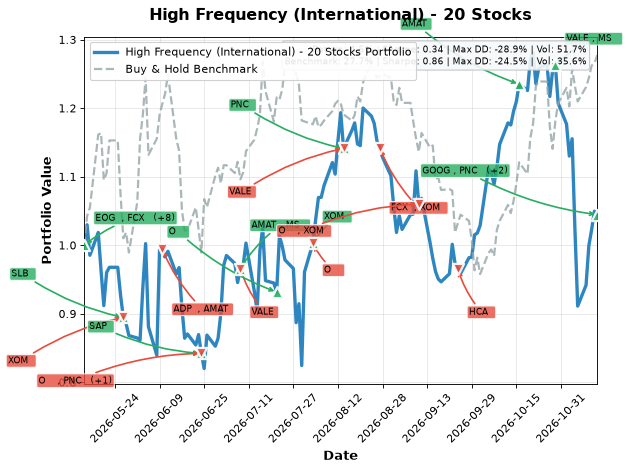 High Frequency (International) - 20 Stocks
AMAT
VALE , MS
High Frequency (International) - 20 Stocks Portfolio
Buy & Hold Benchmark
: 0.34 | Max DD: -28.9% | Vol: 51.7%
Benchmark: 27.7% | Sharpe: 0.86 | Max DD: -24.5% | Vol: 35.6%
PNC
VALE
GOOG , PNC (+2)
EOG , FCX (+8)
O
AMAT , MS
XOM
O , XOM
FCX , XOM
O
SLB
SAP
XOM
ADP , AMAT
VALE
HCA
O , PNC (+1)
1.3
1.2
1.1
1.0
0.9
Portfolio Value
2026-05-24
2026-06-09
2026-06-25
2026-07-11
2026-07-27
2026-08-12
2026-08-28
2026-09-13
2026-09-29
2026-10-15
2026-10-31
Date